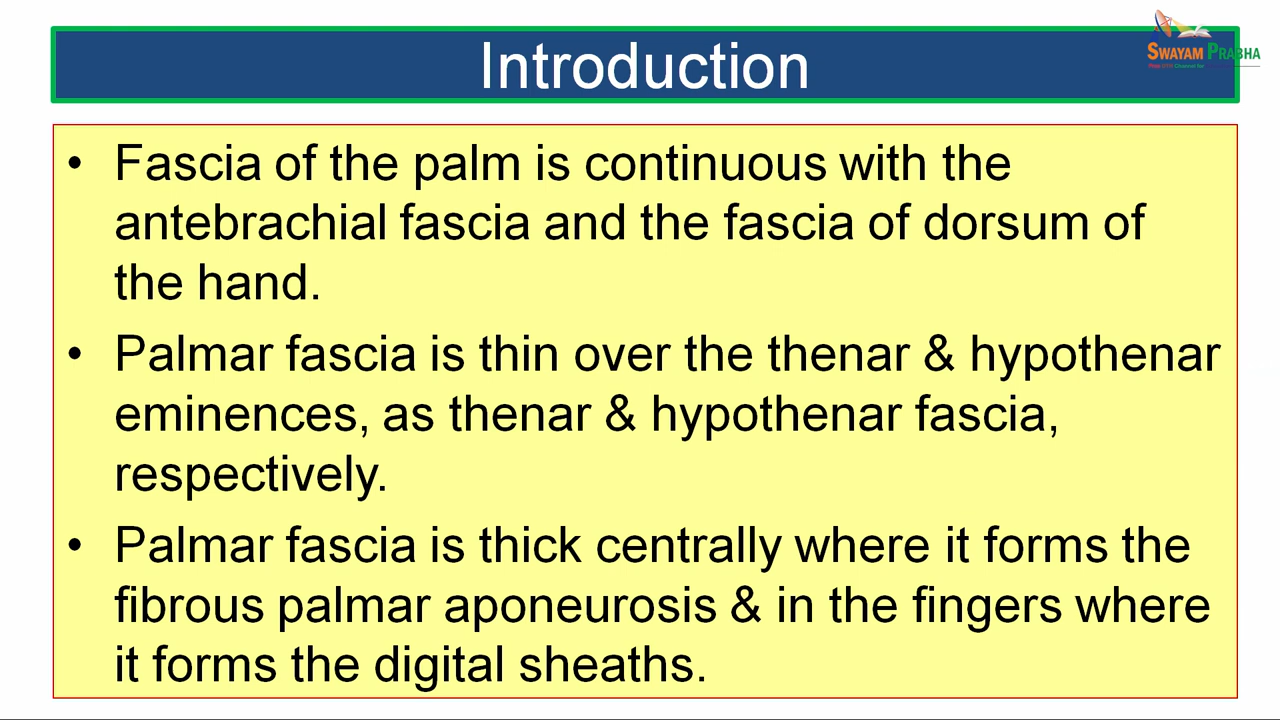 Introduction
SWAYAM PRABHA
• Fascia of the palm is continuous with the
antebrachial fascia and the fascia of dorsum of
the hand.
• Palmar fascia is thin over the thenar & hypothenar
eminences, as thenar & hypothenar fascia,
respectively.
• Palmar fascia is thick centrally where it forms the
fibrous palmar aponeurosis & in the fingers where
it forms the digital sheaths.